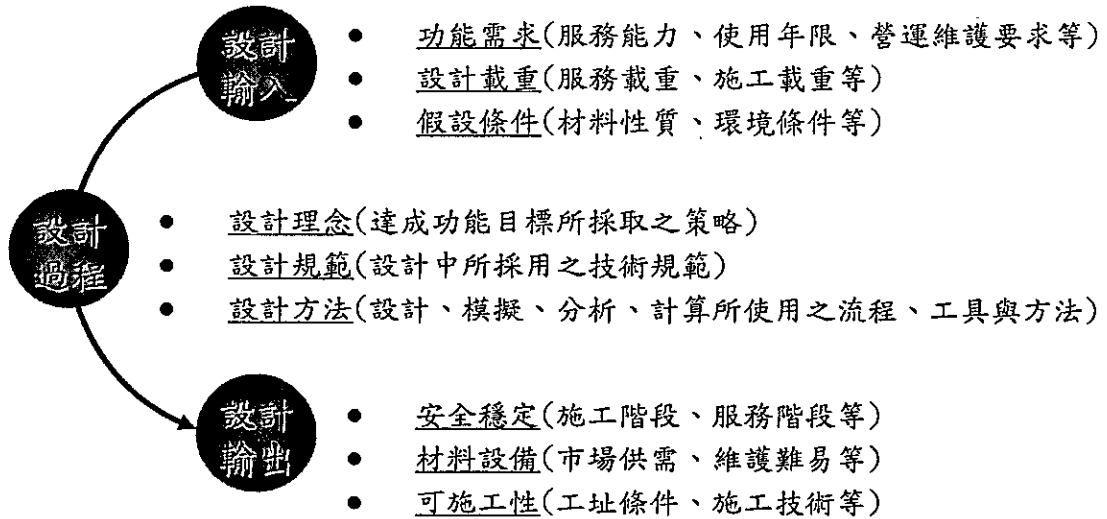 設計
輸入
● 功能需求(服務能力、使用年限、營運維護要求等)
● 設計載重(服務載重、施工載重等)
● 假設條件(材料性質、環境條件等)
設計
過程
● 設計理念(達成功能目標所採取之策略)
● 設計規範(設計中所採用之技術規範)
● 設計方法(設計、模擬、分析、計算所使用之流程、工具與方法)
設計
輸出
● 安全穩定(施工階段、服務階段等)
● 材料設備(市場供需、維護難易等)
● 可施工性(工址條件、施工技術等)